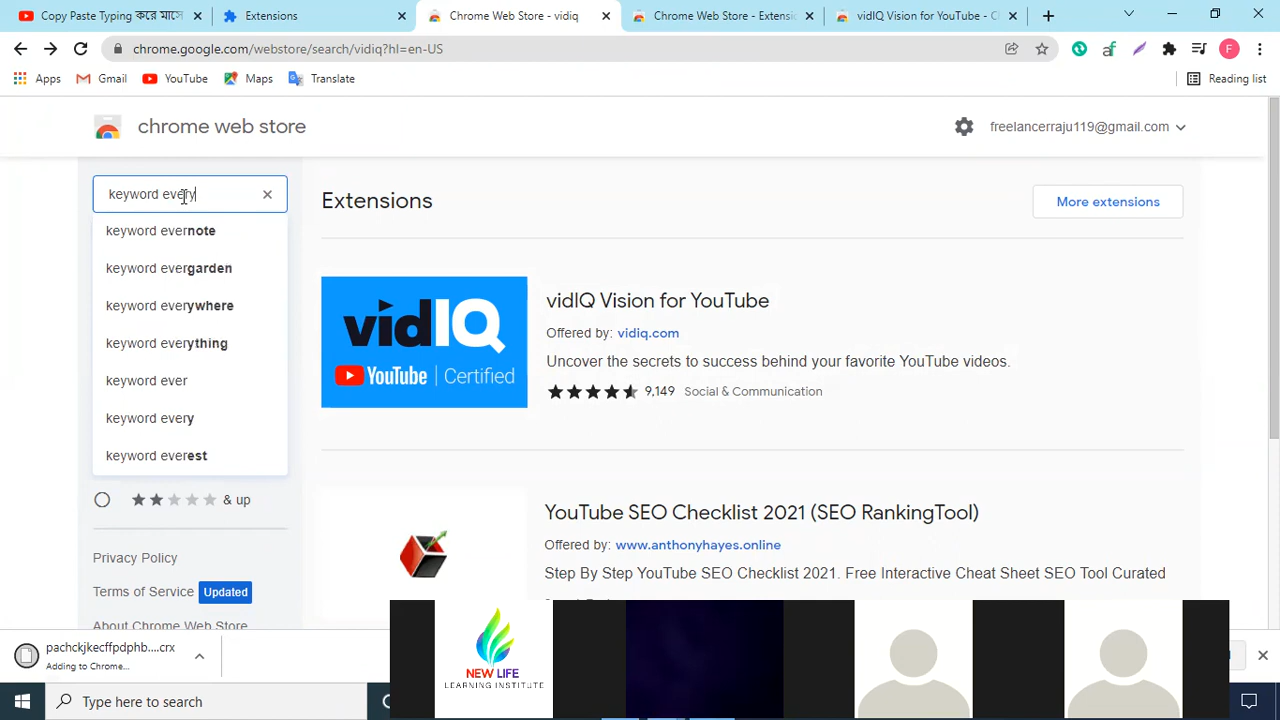 Copy Paste Typing করে মাসে
Extensions
Chrome Web Store - vidiq
Chrome Web Store - Extension
vidIQ Vision for YouTube - C
chrome.google.com/webstore/search/vidiq?hl=en-US
F
Apps
Gmail
YouTube
Maps
Translate
Reading list
chrome web store
freelancerraju119@gmail.com
keyword every
keyword evernote
keyword evergarden
keyword everywhere
keyword everything
keyword ever
keyword every
keyword everest
& up
Privacy Policy
Terms of Service Updated
About Chrome Web Store
Extensions
More extensions
vidIQ
YouTube | Certified
vidIQ Vision for YouTube
Offered by: vidiq.com
Uncover the secrets to success behind your favorite YouTube videos.
9,149 Social & Communication
YouTube SEO Checklist 2021 (SEO RankingTool)
Offered by: www.anthonyhayes.online
Step By Step YouTube SEO Checklist 2021. Free Interactive Cheat Sheet SEO Tool Curated
pachckjkecffpdphb....crx
Adding to Chrome...
NEW LIFE
LEARNING INSTITUTE
Type here to search